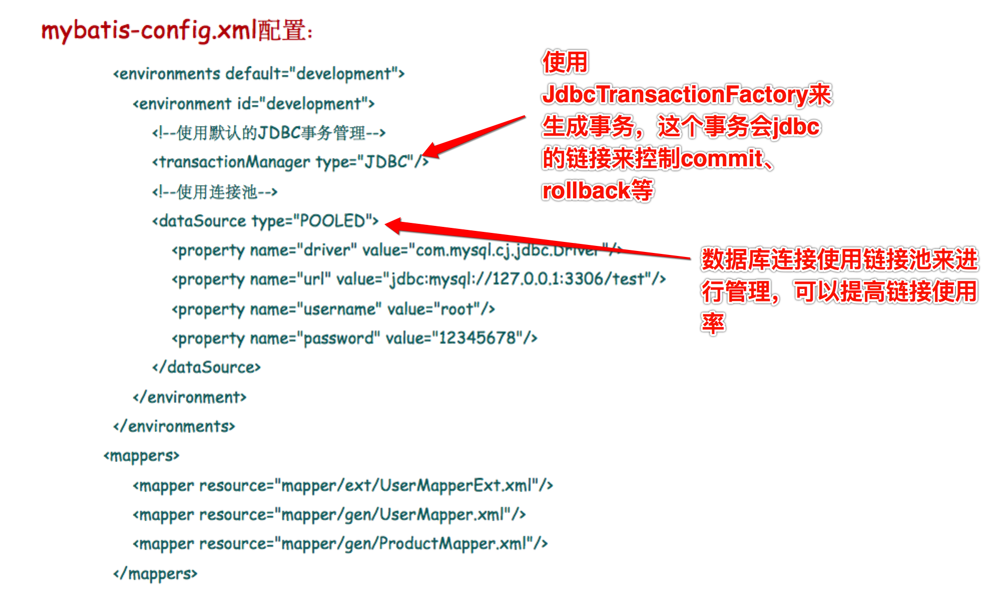 mybatis-config.xml配置:
<environments default="development">
<environment id="development">
<!--使用默认的JDBC事务管理-->
<transactionManager type="JDBC"/>
<!--使用连接池-->
<dataSource type="POOLED">
<property name="driver" value="com.mysql.cj.jdbc.Driver"/>
<property name="url" value="jdbc:mysql://127.0.0.1:3306/test"/>
<property name="username" value="root"/>
<property name="password" value="12345678"/>
</dataSource>
</environment>
</environments>
<mappers>
<mapper resource="mapper/ext/UserMapperExt.xml"/>
<mapper resource="mapper/gen/UserMapper.xml"/>
<mapper resource="mapper/gen/ProductMapper.xml"/>
</mappers>
使用
JdbcTransactionFactory来
生成事务，这个事务会jdbc
的链接来控制commit、
rollback等
数据库连接使用链接池来进
行管理，可以提高链接使用
率